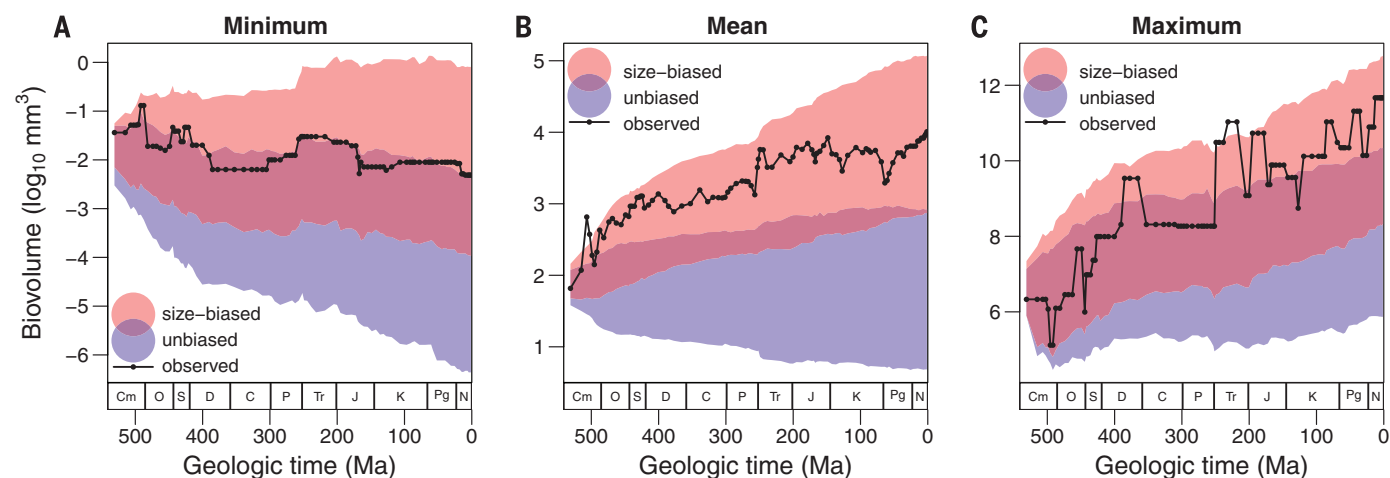 A Minimum
Biovolume (log10 mm3)
0
−1
−2
−3
−4
−5
−6
size−biased
unbiased
observed
Cm O S D C P Tr J K Pg N
500 400 300 200 100 0
Geologic time (Ma)
B Mean
5
4
3
2
1
size−biased
unbiased
observed
Cm O S D C P Tr J K Pg N
500 400 300 200 100 0
Geologic time (Ma)
C Maximum
12
10
8
6
size−biased
unbiased
observed
Cm O S D C P Tr J K Pg N
500 400 300 200 100 0
Geologic time (Ma)